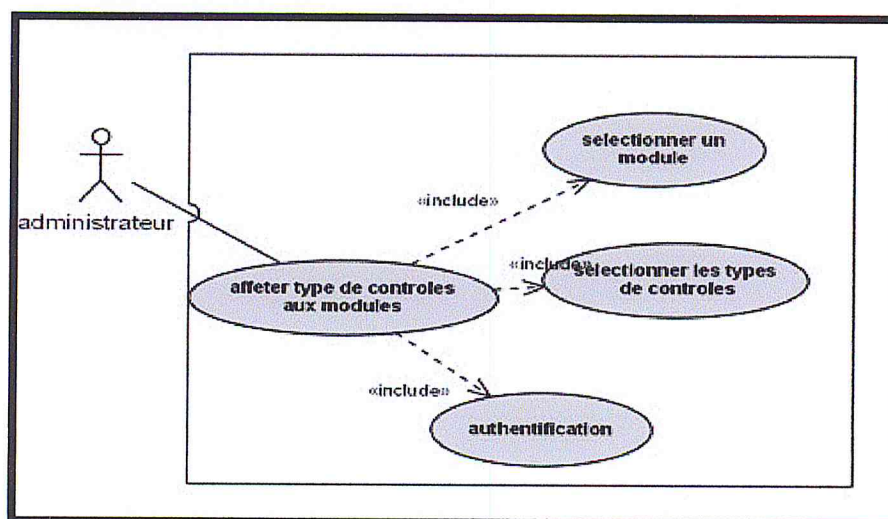 selectionner un
module
«include»
administrateur
«include»
selectionner les types
de controles
affeter type de controles
aux modules
«include»
authentification